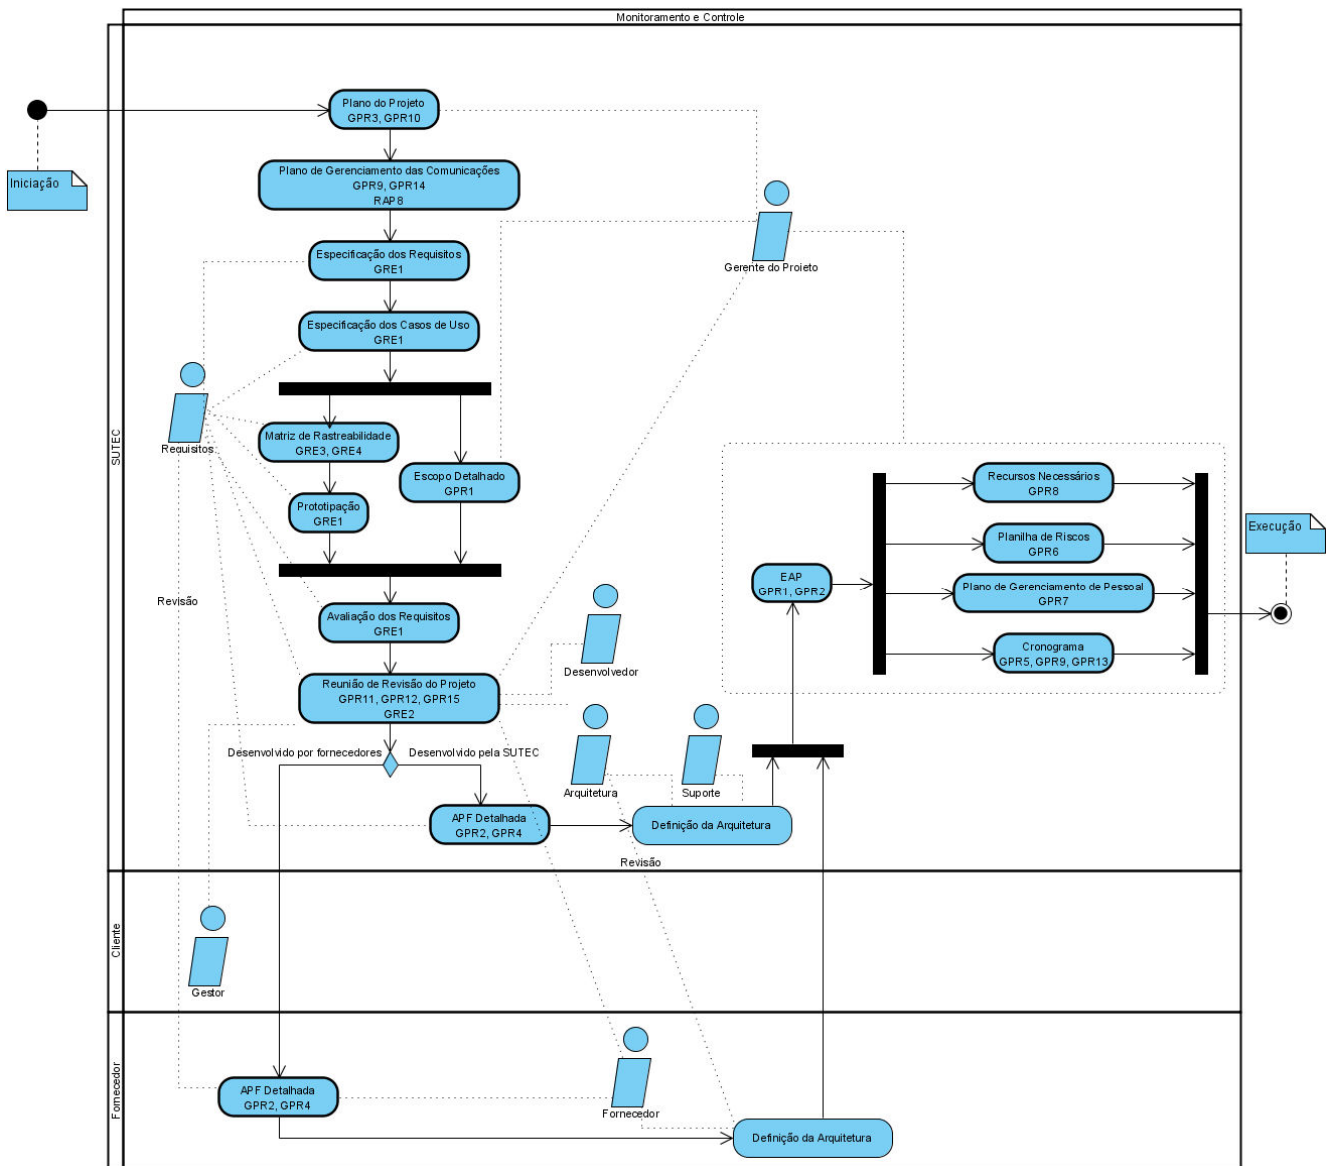 Monitoramento e Controle
SUTEC
Iniciação
Plano do Projeto
GPR3, GPR10
Plano de Gerenciamento das Comunicações
GPR9, GPR14
RAP8
Gerente do Projeto
Especificação dos Requisitos
GRE1
Especificação dos Casos de Uso
GRE1
Requisitos
Matriz de Rastreabilidade
GRE3, GRE4
Escopo Detalhado
GPR1
Prototipação
GRE1
Recursos Necessários
GPR8
Planilha de Riscos
GPR6
Execução
EAP
GPR1, GPR2
Plano de Gerenciamento de Pessoal
GPR7
Revisão
Avaliação dos Requisitos
GRE1
Cronograma
GPR5, GPR9, GPR13
Desenvolvedor
Reunião de Revisão do Projeto
GPR11, GPR12, GPR15
GRE2
Desenvolvido por fornecedores
Desenvolvido pela SUTEC
Arquitetura
Suporte
APF Detalhada
GPR2, GPR4
Definição da Arquitetura
Revisão
Cliente
Gestor
Fornecedor
APF Detalhada
GPR2, GPR4
Fornecedor
Definição da Arquitetura